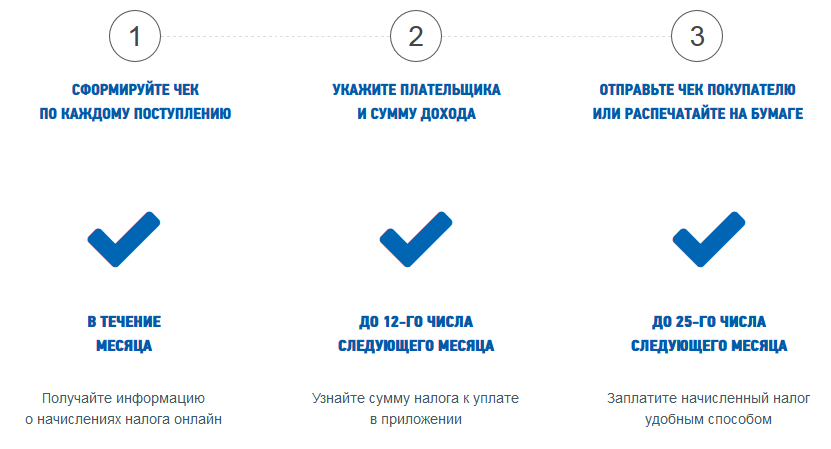 1
2
3
СФОРМИРУЙТЕ ЧЕК
ПО КАЖДОМУ ПОСТУПЛЕНИЮ
УКАЖИТЕ ПЛАТЕЛЬЩИКА
И СУММУ ДОХОДА
ОТПРАВЬТЕ ЧЕК ПОКУПАТЕЛЮ
ИЛИ РАСПЕЧАТАЙТЕ НА БУМАГЕ
В ТЕЧЕНИЕ
МЕСЯЦА
ДО 12-ГО ЧИСЛА
СЛЕДУЮЩЕГО МЕСЯЦА
ДО 25-ГО ЧИСЛА
СЛЕДУЮЩЕГО МЕСЯЦА
Получайте информацию
о начислениях налога онлайн
Узнайте сумму налога к уплате
в приложении
Заплатите начисленный налог
удобным способом